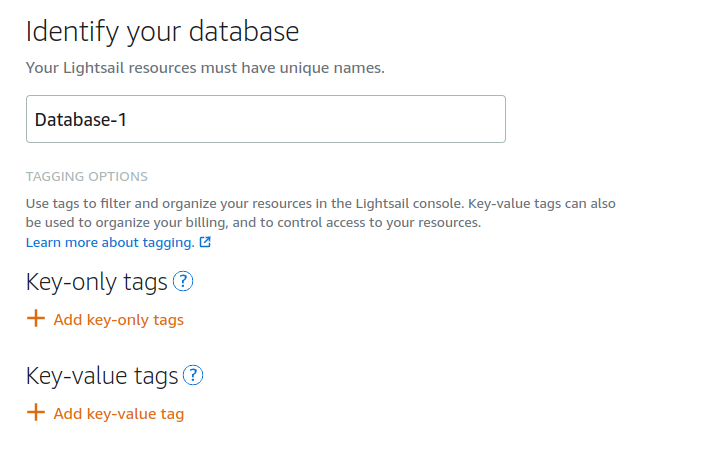 Identify your database
Your Lightsail resources must have unique names.
Database-1
TAGGING OPTIONS
Use tags to filter and organize your resources in the Lightsail console. Key-value tags can also
be used to organize your billing, and to control access to your resources.
Learn more about tagging.
Key-only tags ?
+ Add key-only tags
Key-value tags ?
+ Add key-value tag